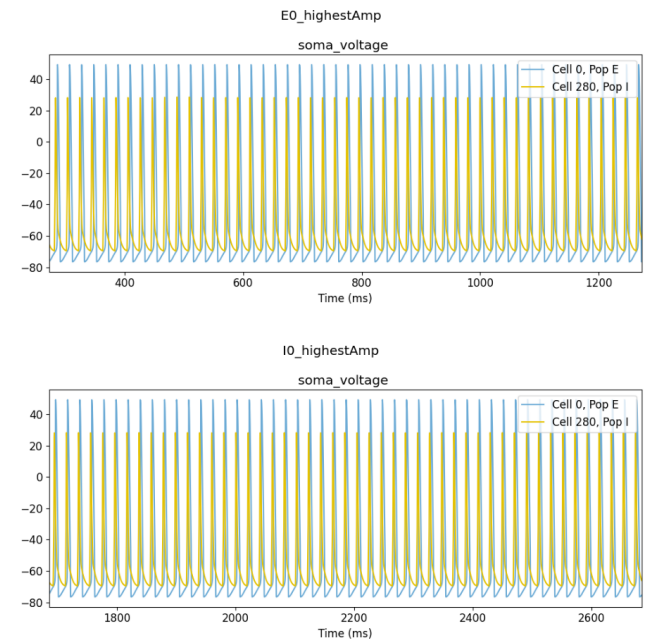 E0_highestAmp
soma_voltage
Cell 0, Pop E
Cell 280, Pop I
40
20
0
−20
−40
−60
−80
400 600 800 1000 1200
Time (ms)
I0_highestAmp
soma_voltage
Cell 0, Pop E
Cell 280, Pop I
40
20
0
−20
−40
−60
−80
1800 2000 2200 2400 2600
Time (ms)